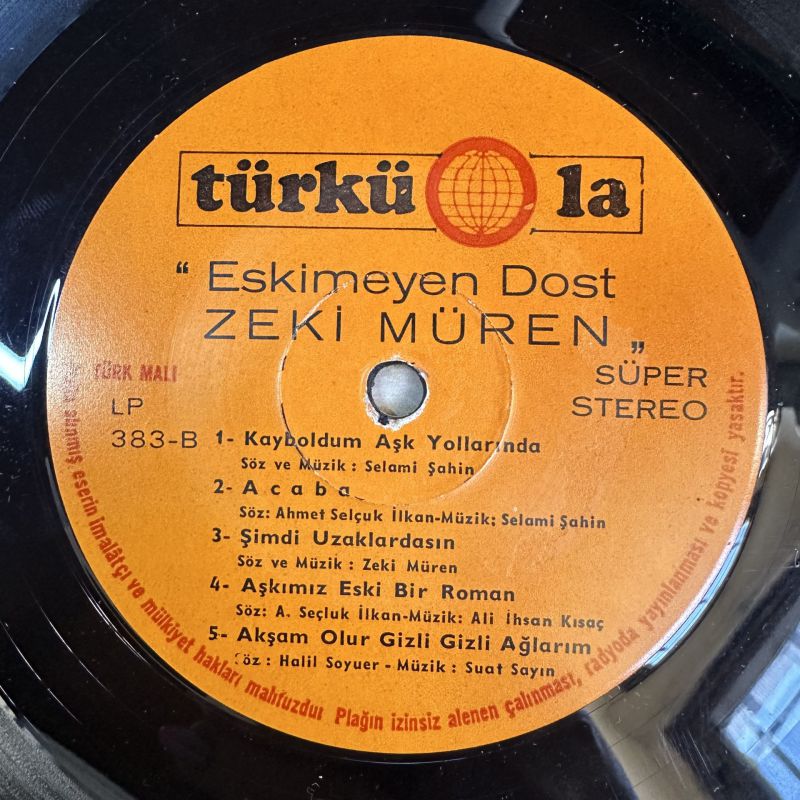 türkü la
" Eskimeyen Dost
ZEKİ MÜREN „
TÜRK MALI
SÜPER
STEREO
LP
383-B
1- Kayboldum Aşk Yollarında
Söz ve Müzik : Selami Şahin
2- Acaba
Söz: Ahmet Selçuk İlkan-Müzik; Selami Şahin
3- Şimdi Uzaklardasın
Söz ve Müzik : Zeki Müren
4- Aşkımız Eski Bir Roman
Söz: A. Seçluk İlkan-Müzik: Ali İhsan Kısaç
5- Akşam Olur Gizli Gizli Ağlarım
Söz : Halil Soyuer - Müzik : Suat Sayın
alınmış eserin imalâtçı ve mülkiyet hakları mahfuzdur Plağın izinsiz alenen çalınması, radyoda yayınlanması ve kopyesi yasaktır.